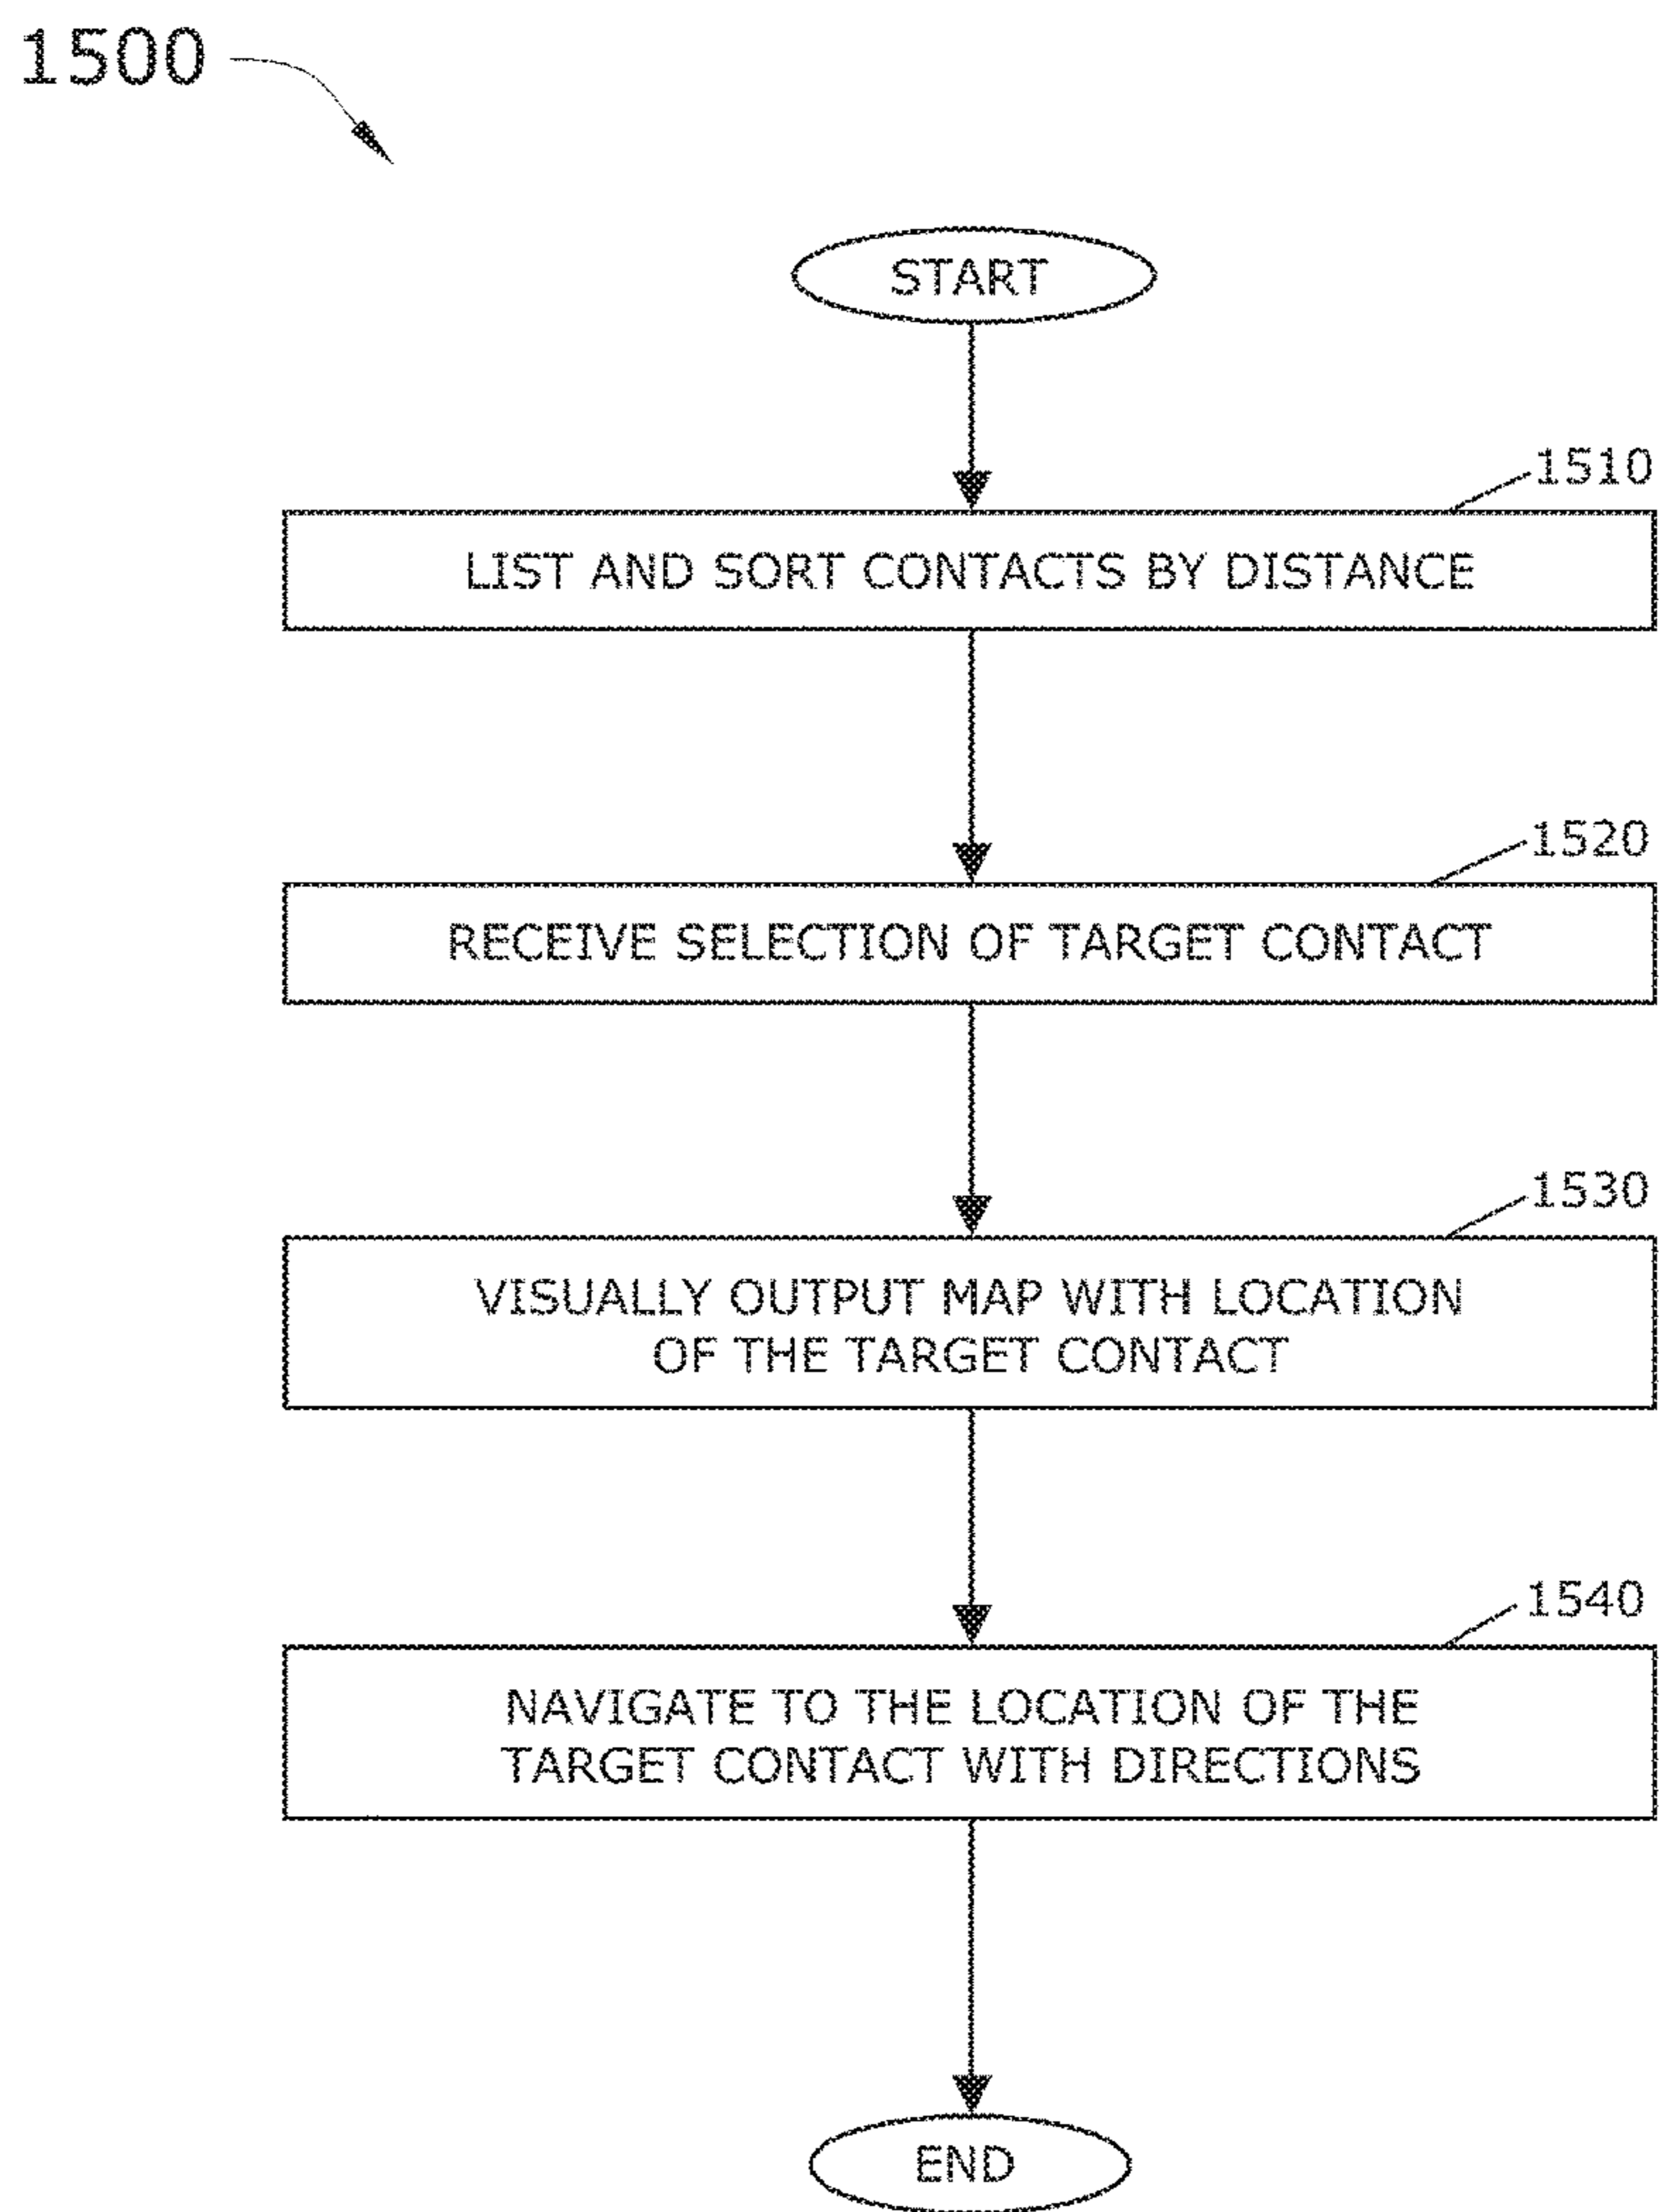 1500
START
1510
LIST AND SORT CONTACTS BY DISTANCE
1520
RECEIVE SELECTION OF TARGET CONTACT
1530
VISUALLY OUTPUT MAP WITH LOCATION
OF THE TARGET CONTACT
1540
NAVIGATE TO THE LOCATION OF THE
TARGET CONTACT WITH DIRECTIONS
END